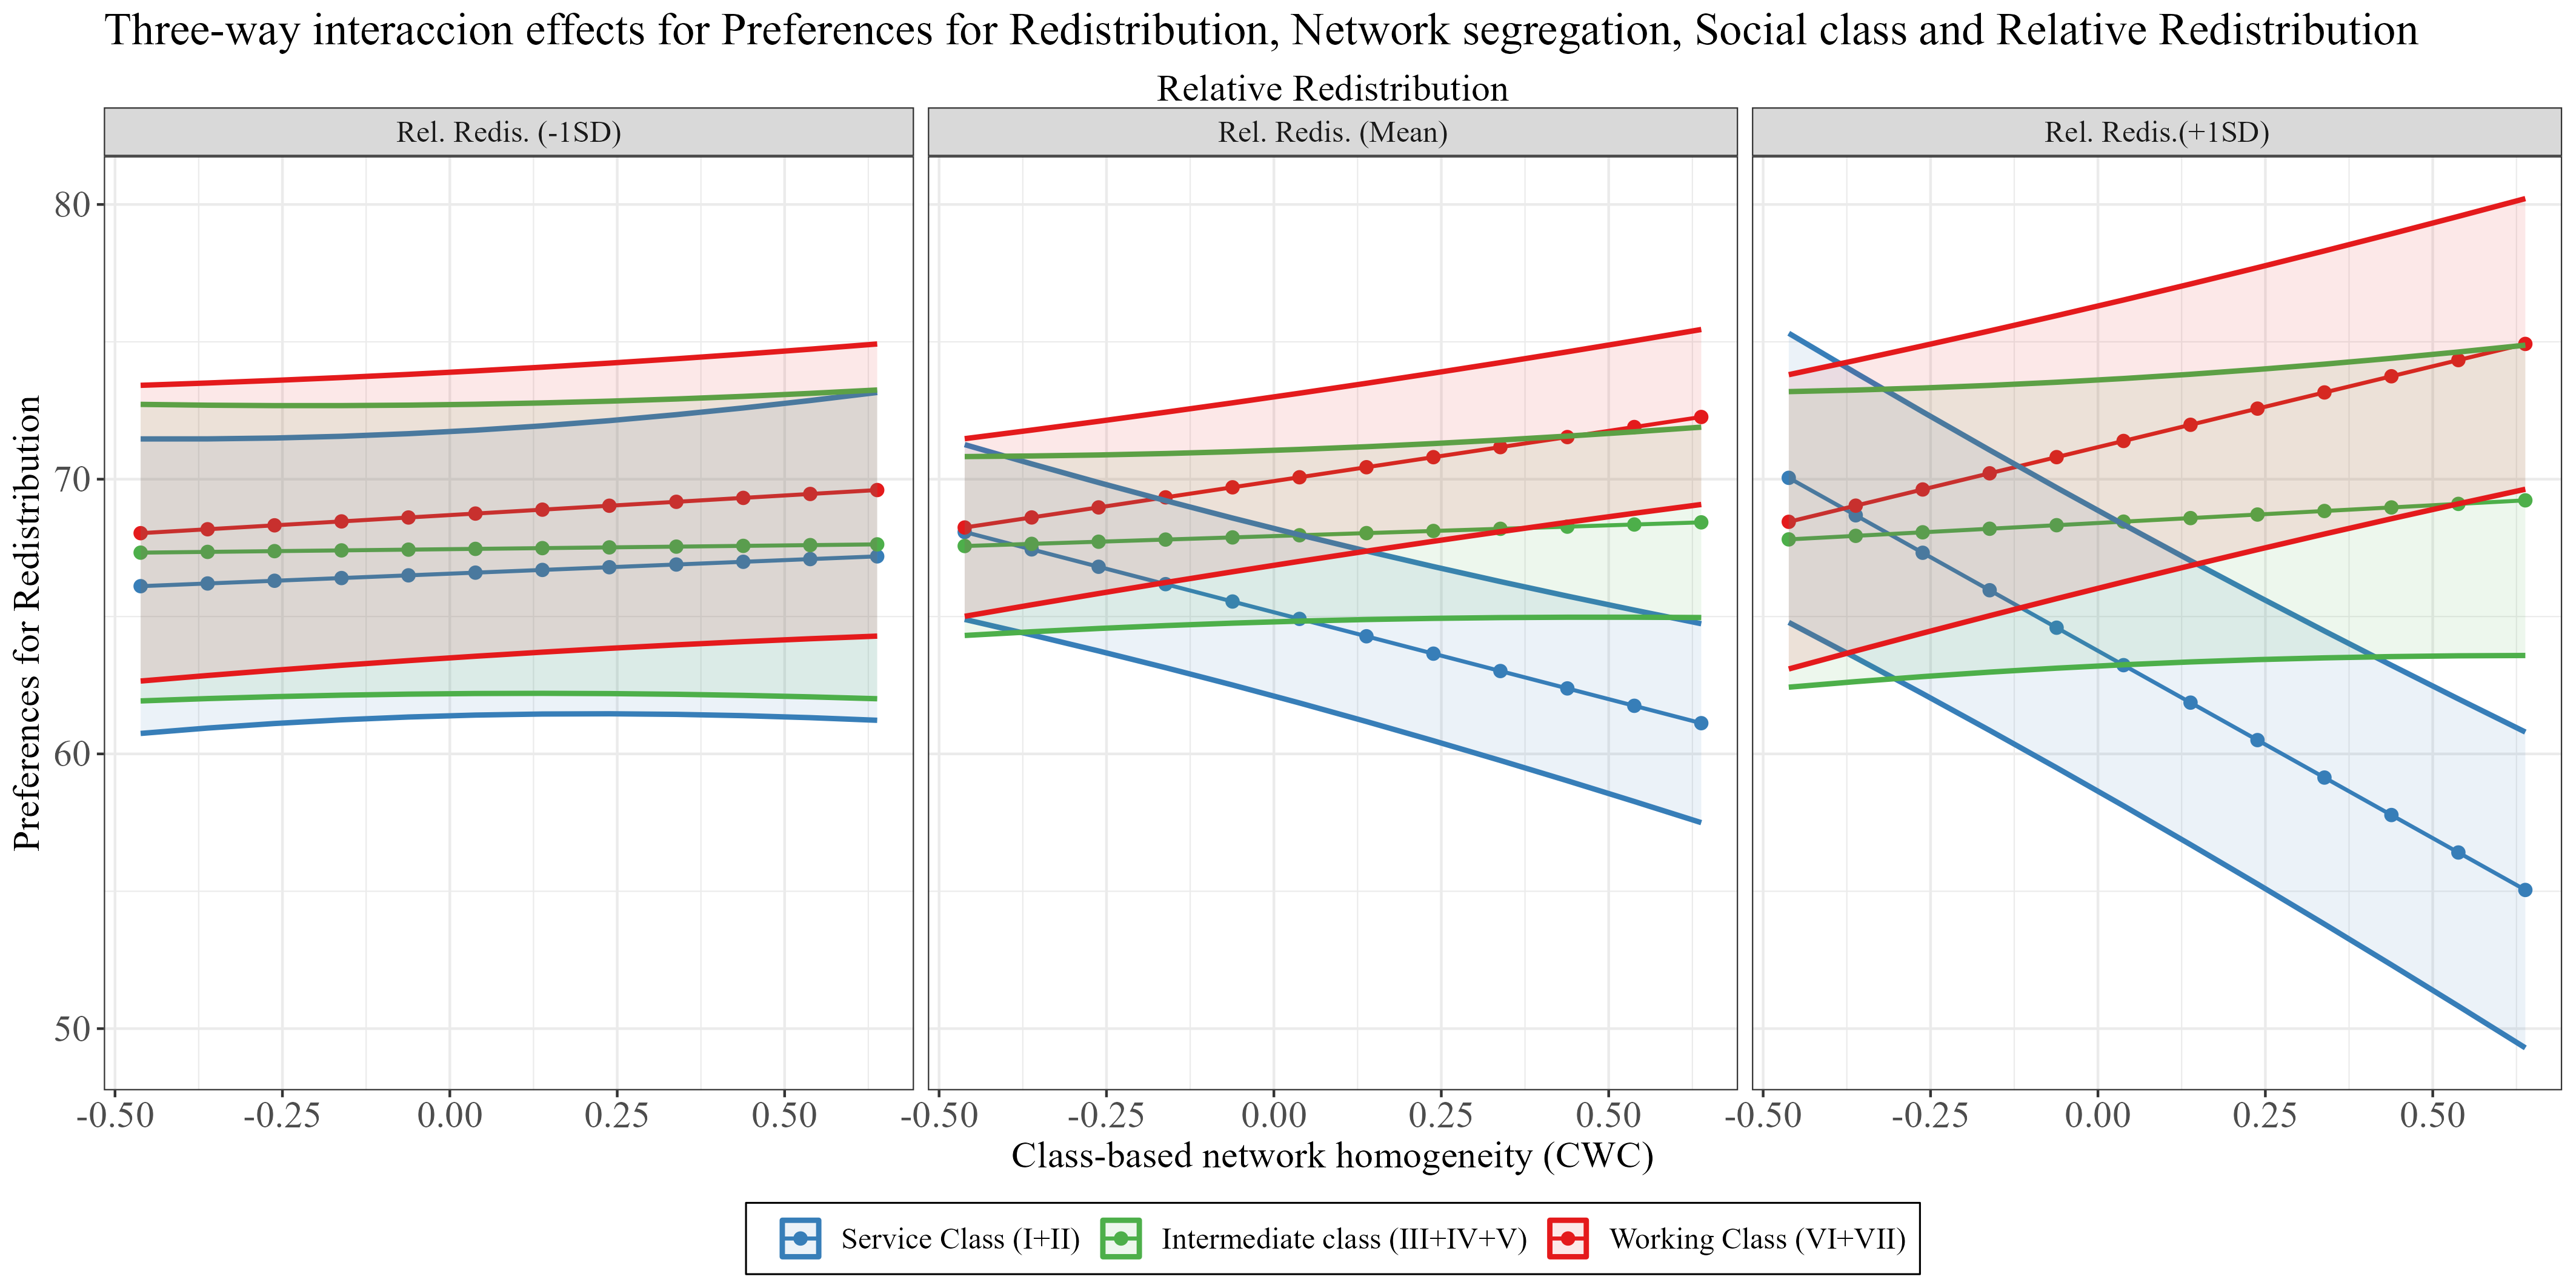 Three-way interaccion effects for Preferences for Redistribution, Network segregation, Social class and Relative Redistribution
Relative Redistribution
Rel. Redis. (-1SD)
Rel. Redis. (Mean)
Rel. Redis.(+1SD)
Preferences for Redistribution
80
70
60
50
-0.50 -0.25 0.00 0.25 0.50
-0.50 -0.25 0.00 0.25 0.50
-0.50 -0.25 0.00 0.25 0.50
Class-based network homogeneity (CWC)
Service Class (I+II) Intermediate class (III+IV+V) Working Class (VI+VII)